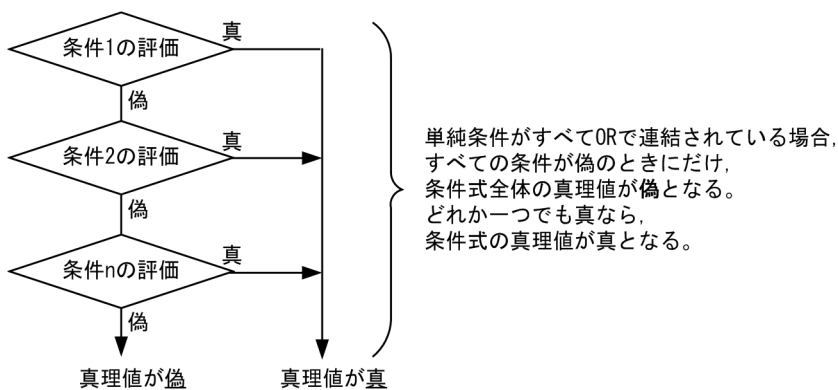 条件1の評価
真
偽
条件2の評価
真
偽
条件nの評価
真
偽
真理値が偽
真理値が真
単純条件がすべてORで連結されている場合,
すべての条件が偽のときにだけ,
条件式全体の真理値が偽となる。
どれか一つでも真なら,
条件式の真理値が真となる。